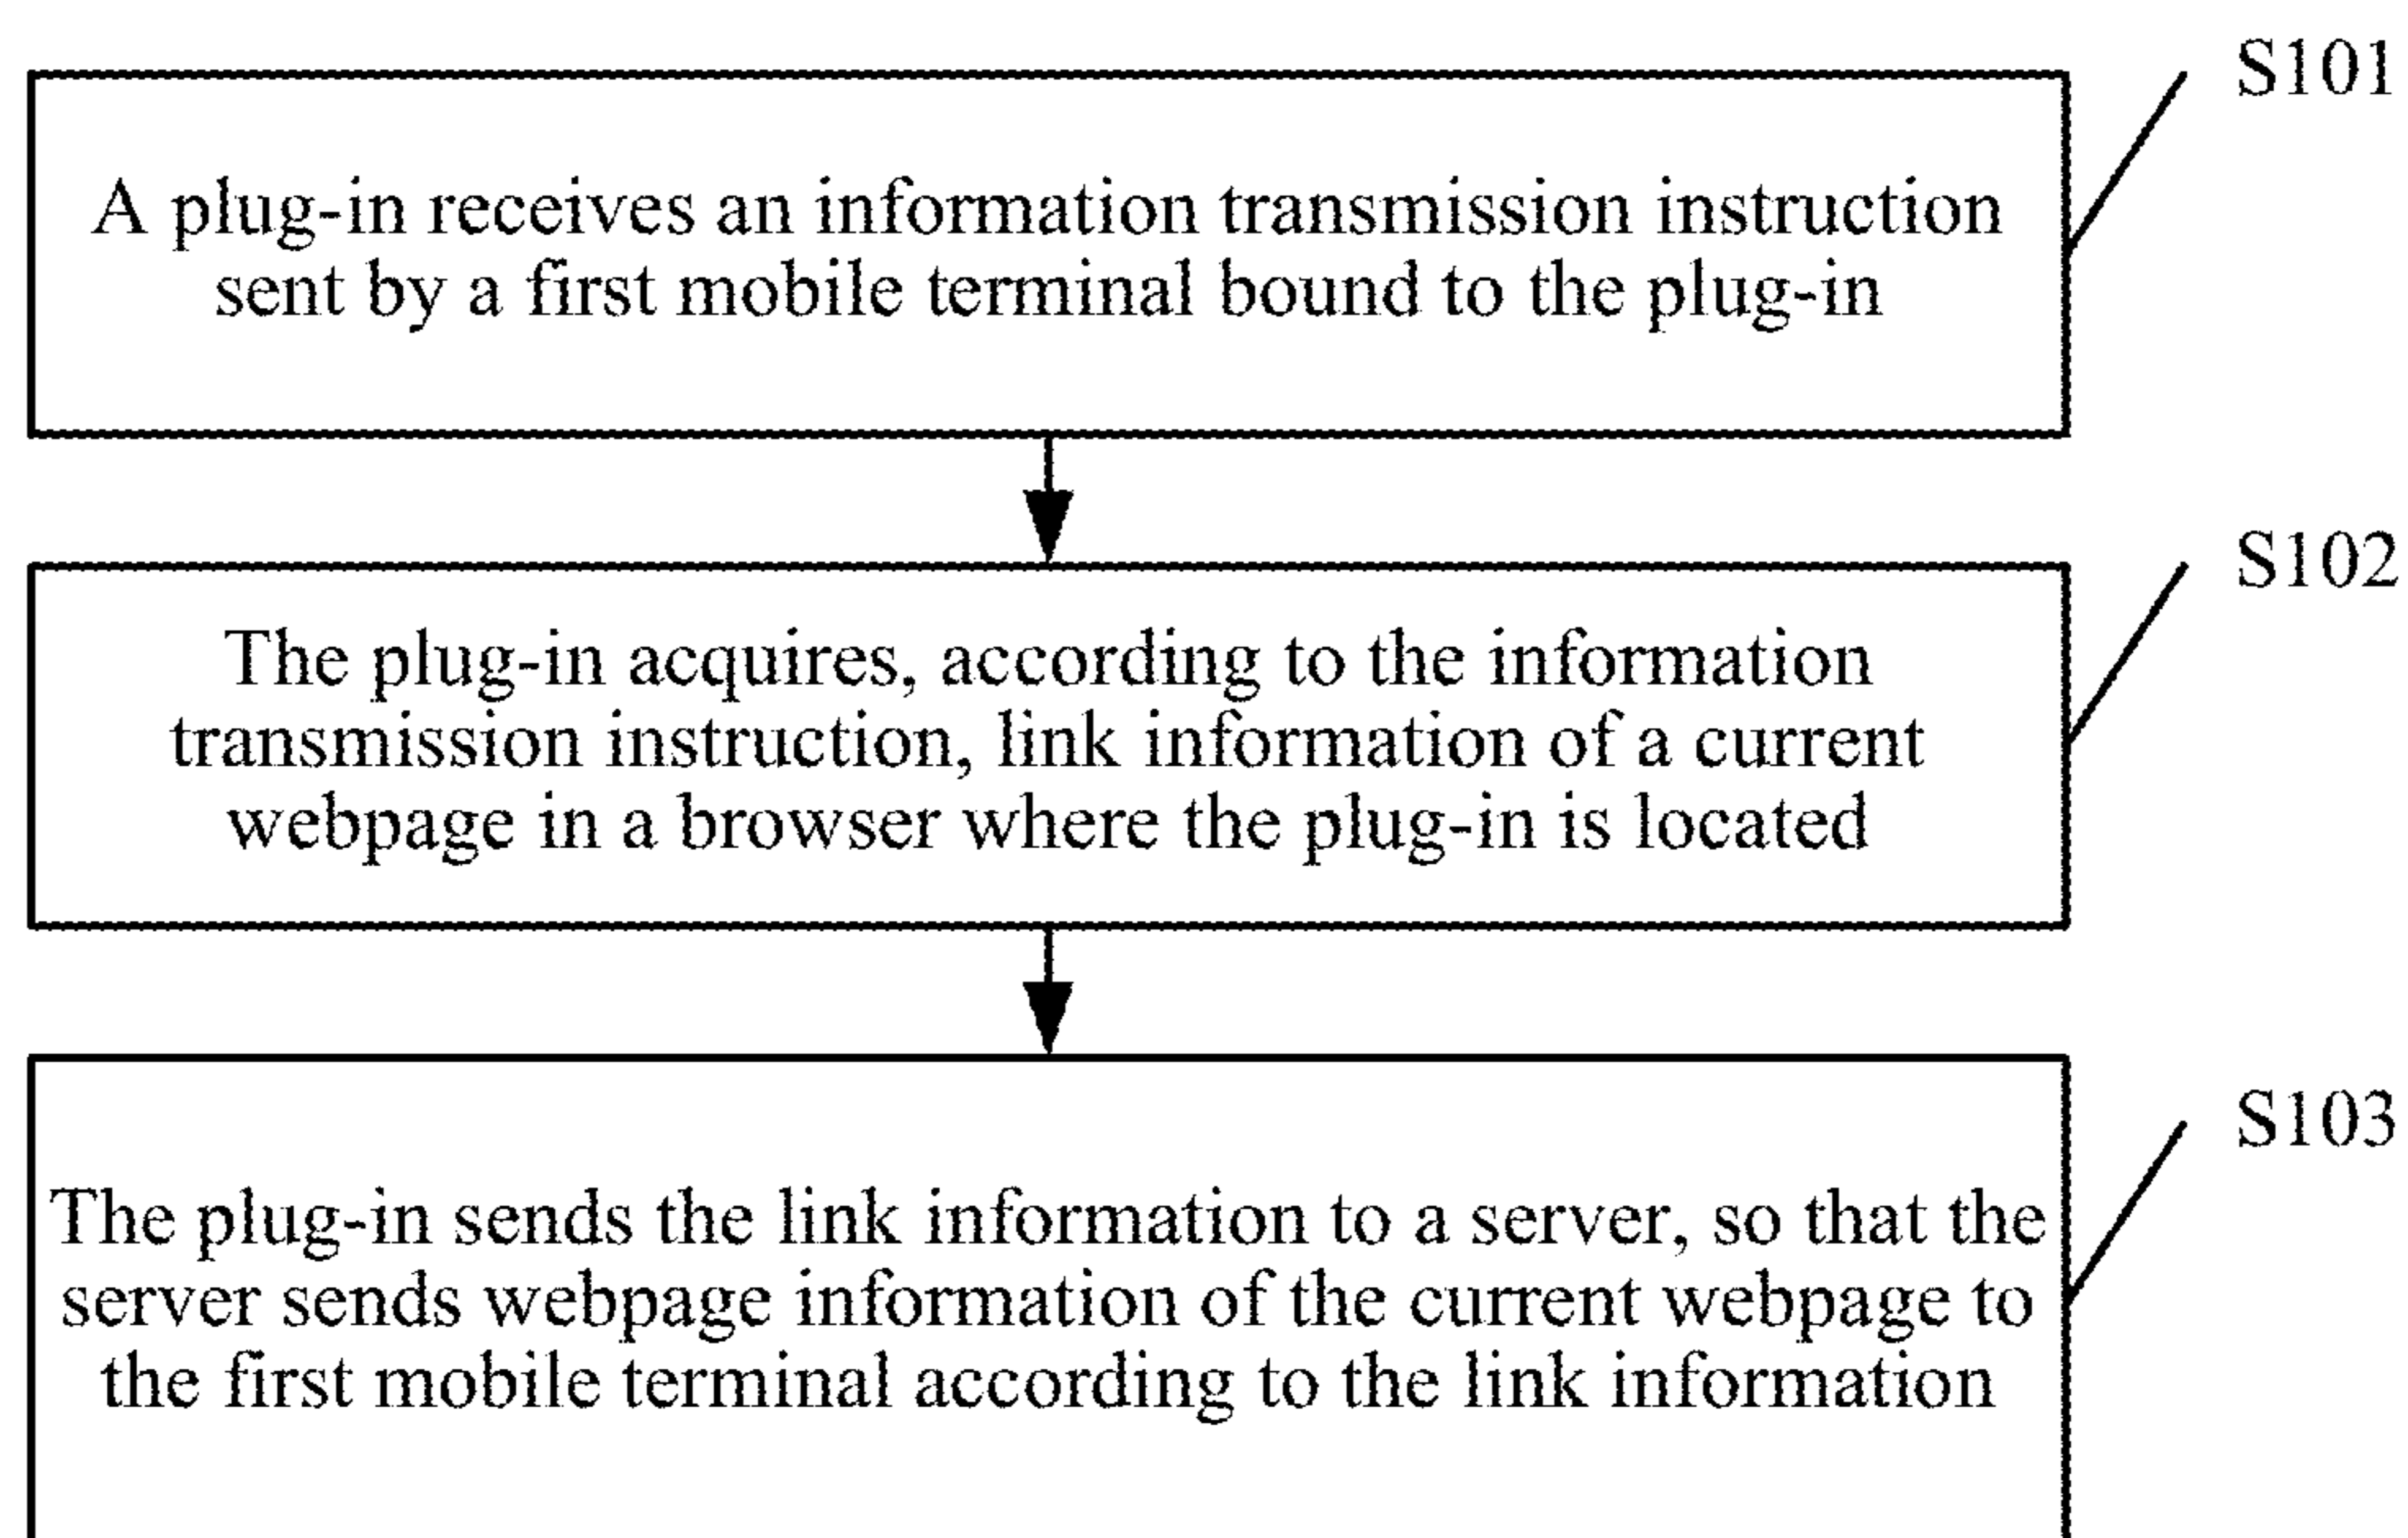 S101
A plug-in receives an information transmission instruction
sent by a first mobile terminal bound to the plug-in
S102
The plug-in acquires, according to the information
transmission instruction, link information of a current
webpage in a browser where the plug-in is located
S103
The plug-in sends the link information to a server, so that the
server sends webpage information of the current webpage to
the first mobile terminal according to the link information